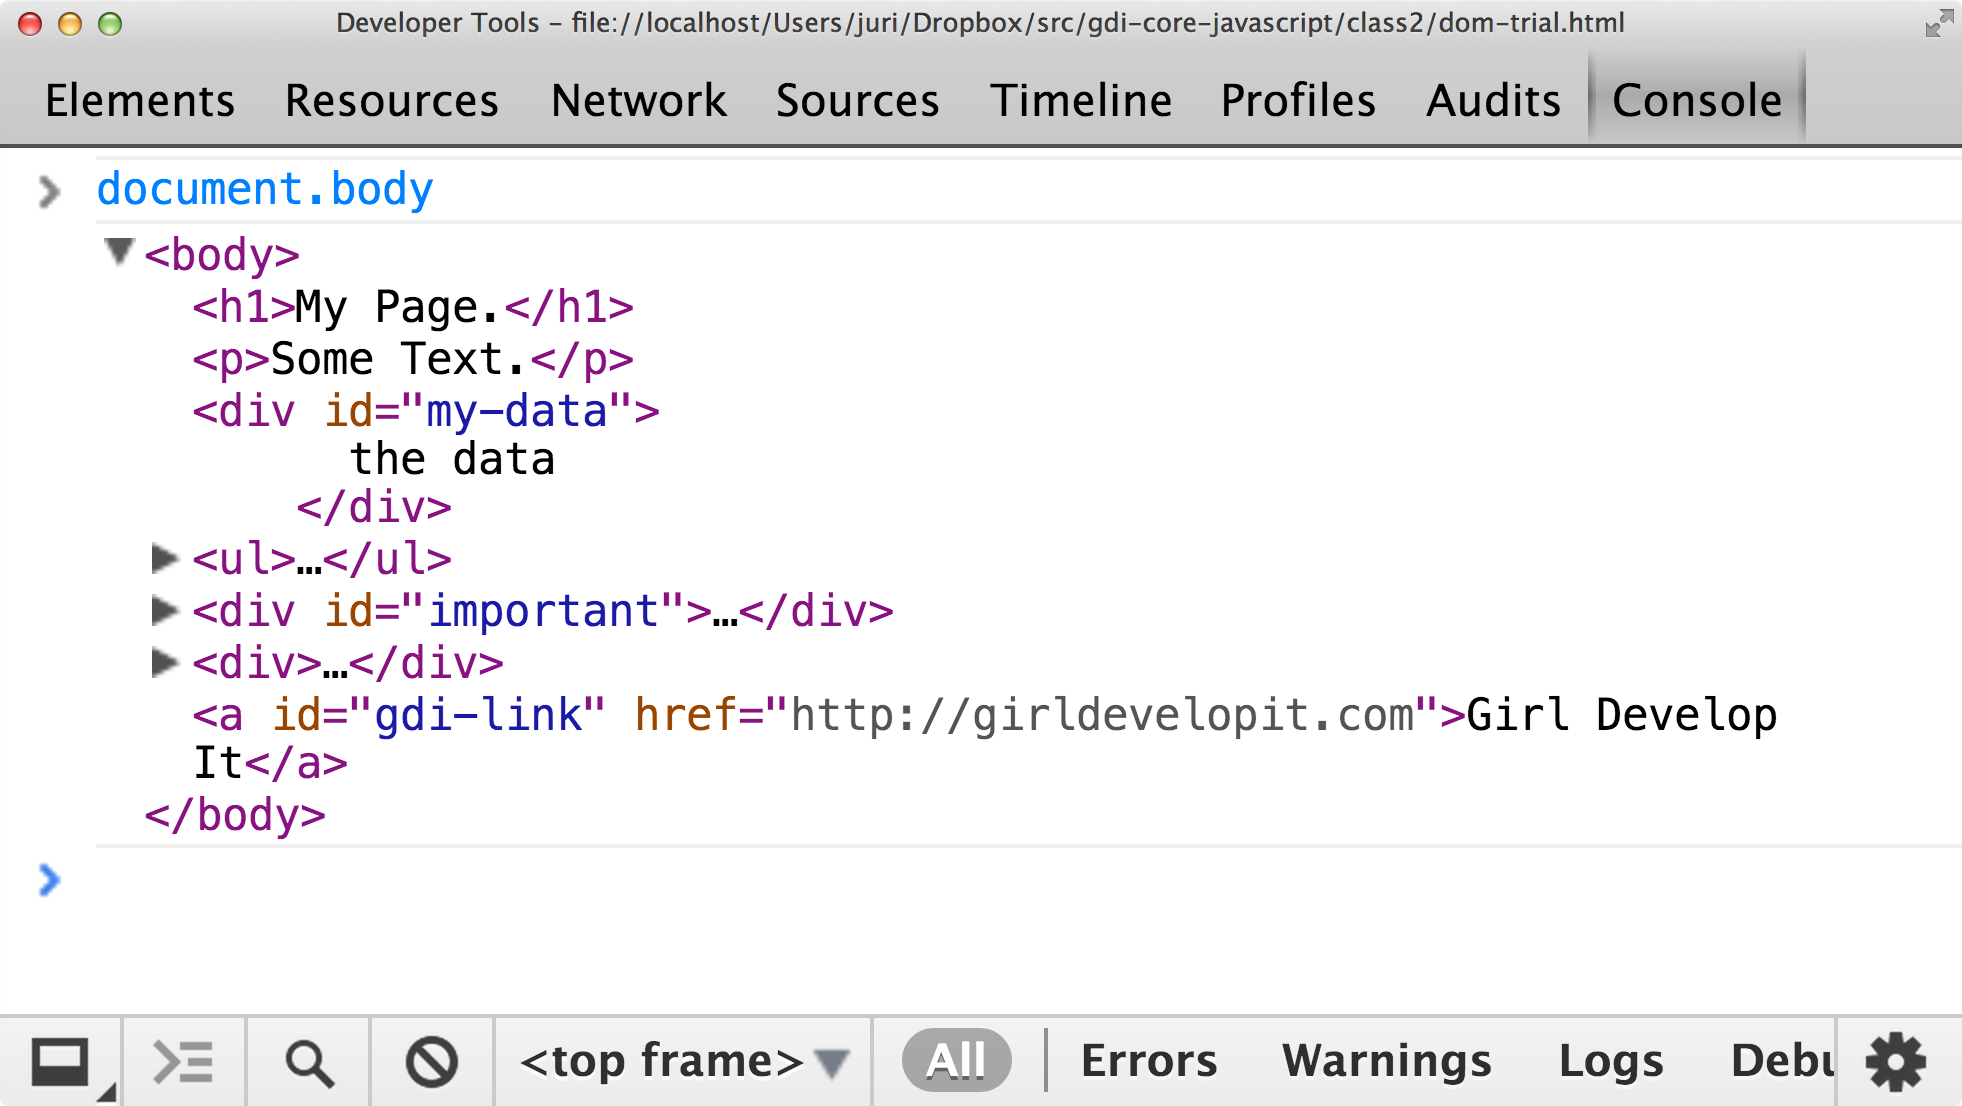 Developer Tools - file://localhost/Users/juri/Dropbox/src/gdi-core-javascript/class2/dom-trial.html
Elements Resources Network Sources Timeline Profiles Audits Console
document.body
<body>
<h1>My Page.</h1>
<p>Some Text.</p>
<div id="my-data">
the data
</div>
<ul>…</ul>
<div id="important">…</div>
<div>…</div>
<a id="gdi-link" href="http://girldevelopit.com">Girl Develop
It</a>
</body>
<top frame> All Errors Warnings Logs Debu